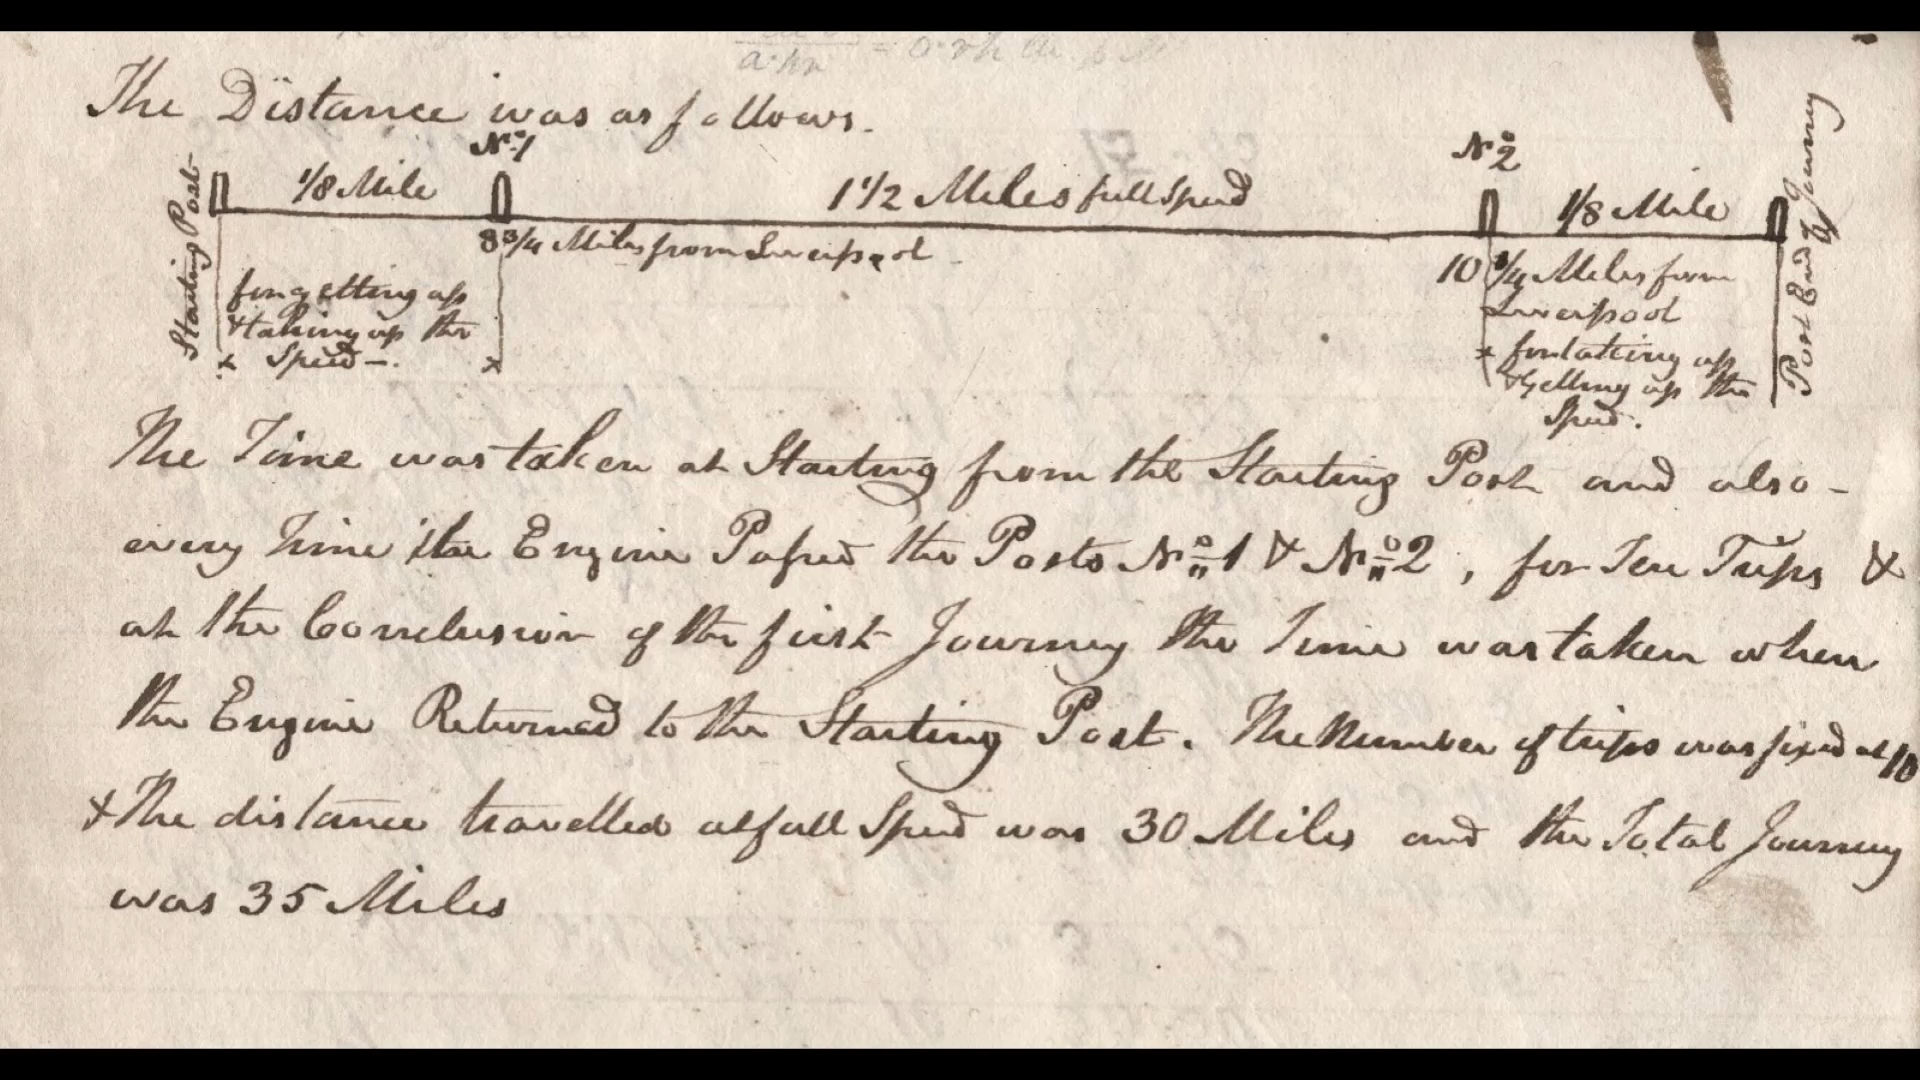 The Distance was as follows.
No. 1
No 2
1/8 Mile
1 1/2 Miles full Speed
1/8 Mile
Starting Post
8 3/4 Miles from Liverpool
10 1/4 Miles from
Liverpool
for getting up
& taking up the
Speed -.
for taking up
& getting up the
Speed.
Post End of Journey
The Time was taken at Starting from the Starting Post and also -
every Time the Engine Passed the Posts No 1 & No 2, for Ten Trips &
at the Conclusion of the first Journey the Time was taken when
the Engine Returned to the Starting Post. The Number of trips was fixed at 10
& The distance travelled at full Speed was 30 Miles and the Total Journey
was 35 Miles